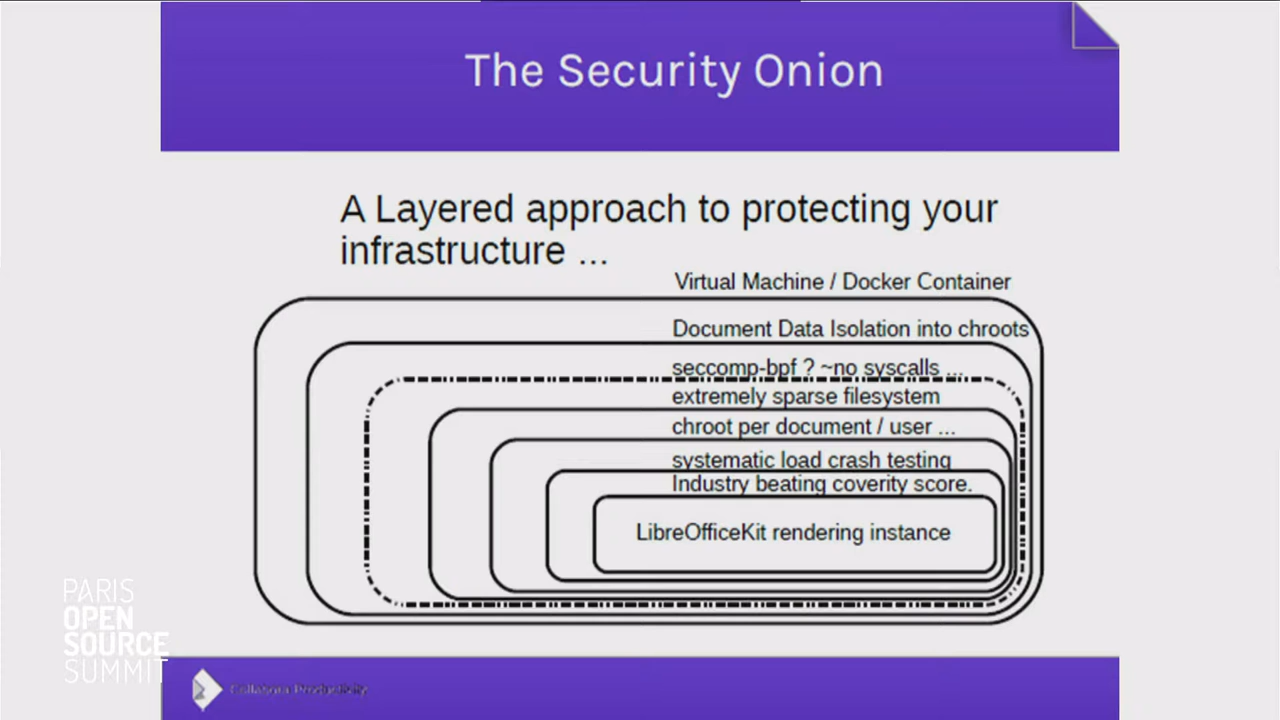 The Security Onion
A Layered approach to protecting your
infrastructure ...
Virtual Machine / Docker Container
Document Data Isolation into chroots
seccomp-bpf ? ~no syscalls ...
extremely sparse filesystem
chroot per document / user ...
systematic load crash testing
Industry beating coverity score.
LibreOfficeKit rendering instance
PARIS
OPEN
SOURCE
SUMMIT
Collabora Productivity